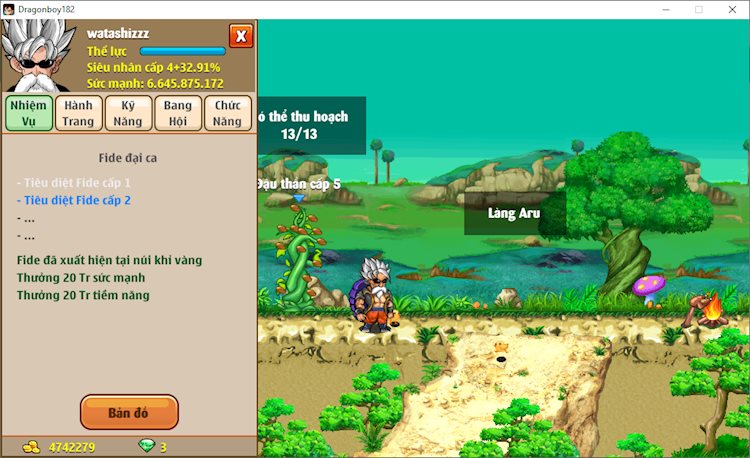 Dragonboy182
watashizzz
Thể lực
Siêu nhân cấp 4+32.91%
Sức mạnh: 6.645.875.172
X
Nhiệm Vụ
Hành Trang
Kỹ Năng
Bang Hội
Chức Năng
Fide đại ca
- Tiêu diệt Fide cấp 1
- Tiêu diệt Fide cấp 2
- ...
- ...
Fide đã xuất hiện tại núi khỉ vàng
Thưởng 20 Tr sức mạnh
Thưởng 20 Tr tiềm năng
Bản đồ
4742279
3
ó thể thu hoạch
13/13
Đậu thần cấp 5
Làng Aru